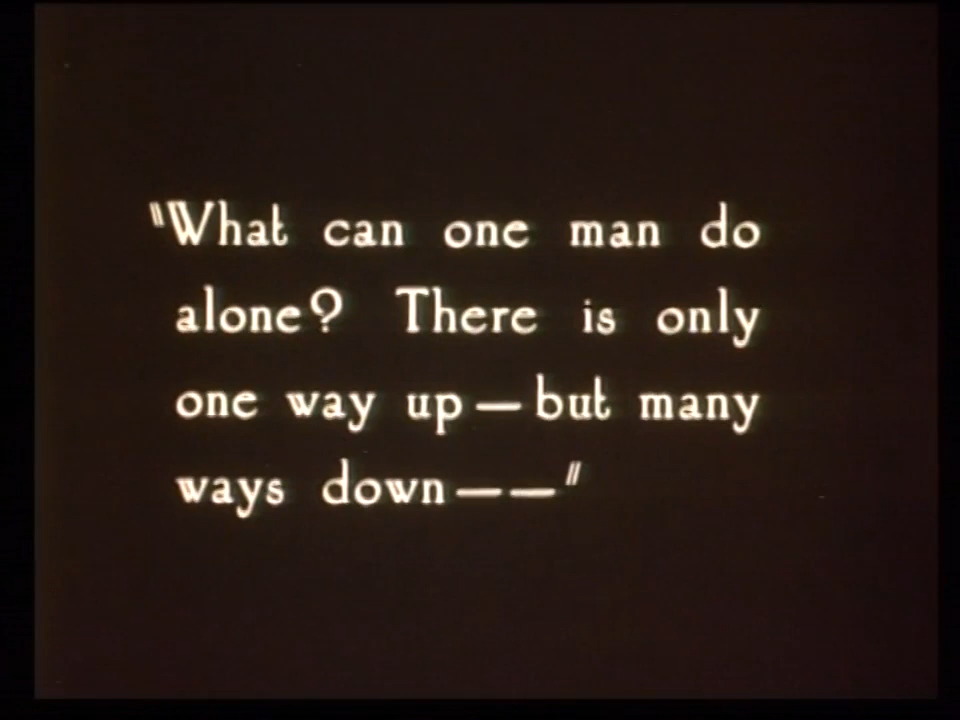 "What can one man do
alone? There is only
one way up — but many
ways down — — "